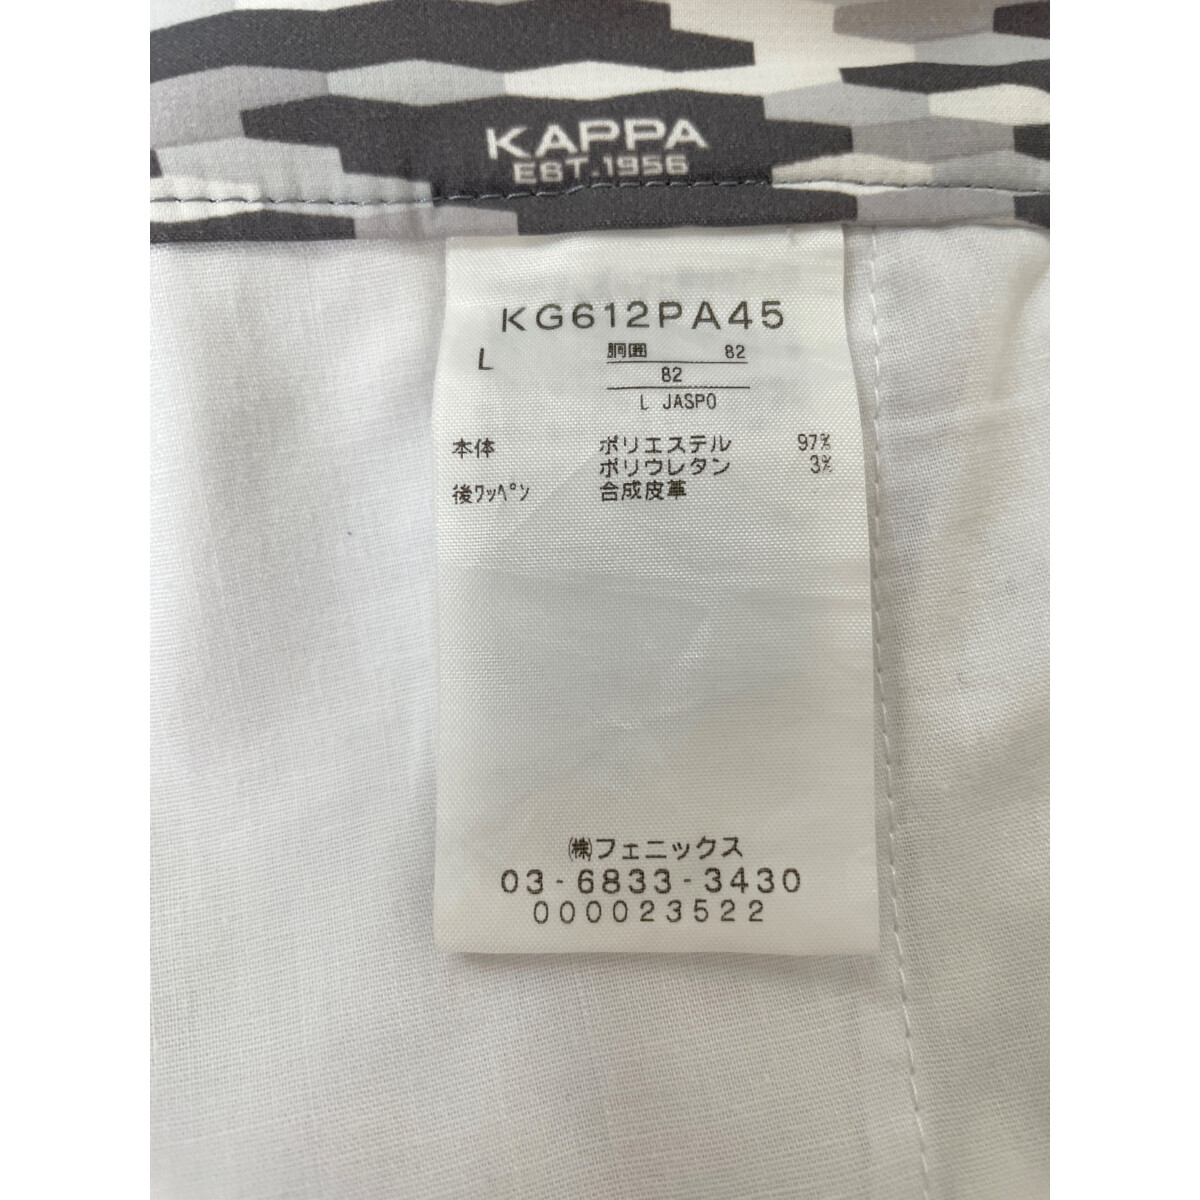 KAPPA
EST.1956
KG612PA45
L 胴囲 82
82
L JASPO
本体 ポリエステル 97%
ポリウレタン 3%
後ワッペン 合成皮革
㈱フェニックス
03-6833-3430
000023522